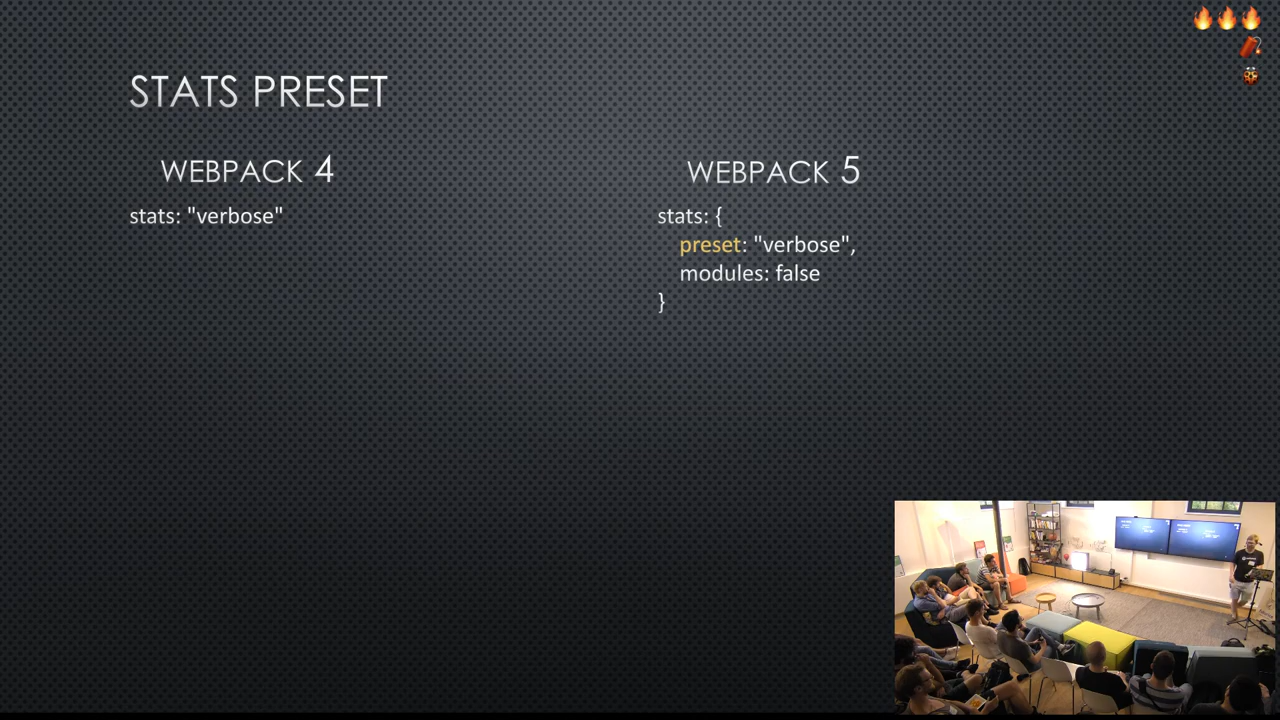 STATS PRESET
WEBPACK 4
stats: "verbose"
WEBPACK 5
stats: {
preset: "verbose",
modules: false
}